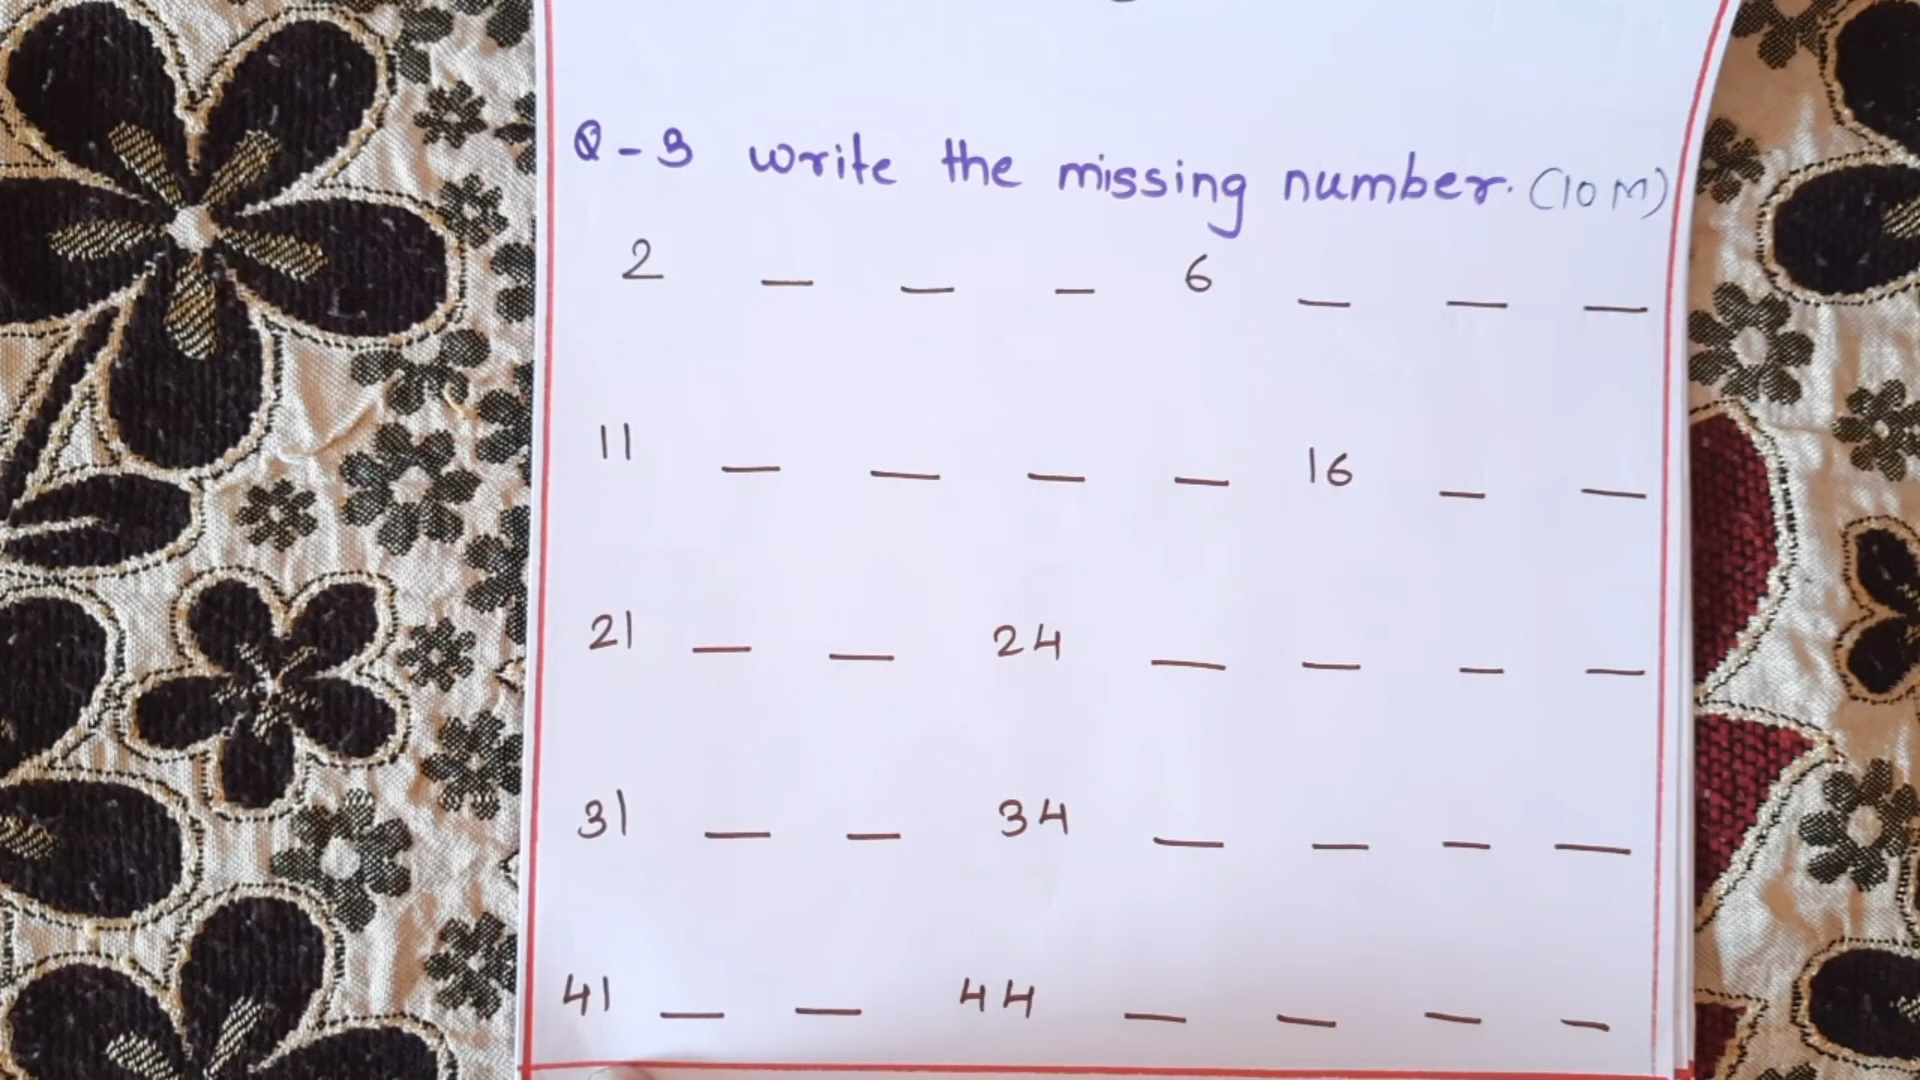 Q-3 write the missing number. (10 M)
2 _ _ _ 6 _ _ _
11 _ _ _ _ 16 _ _
21 _ _ 24 _ _ _ _
31 _ _ 34 _ _ _ _
41 _ _ 44 _ _ _ _